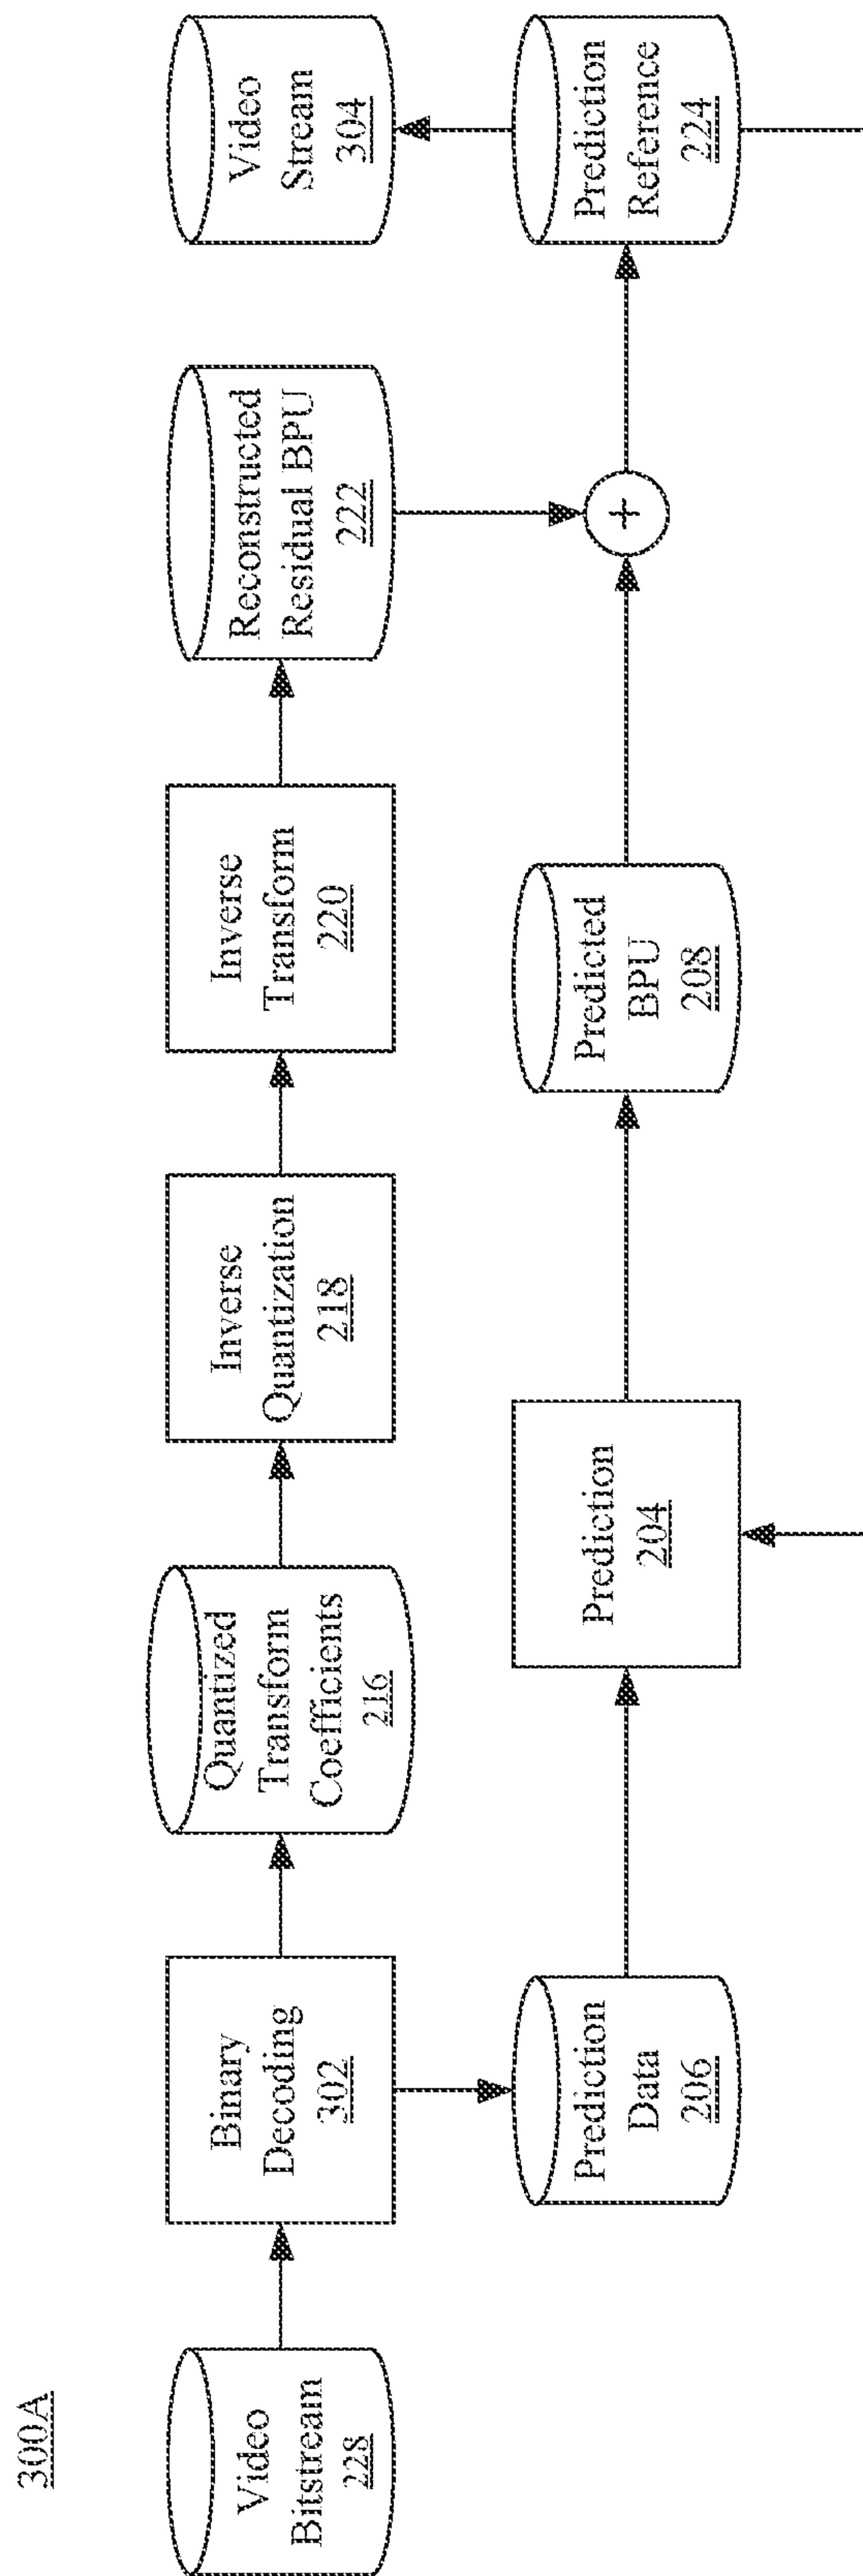 300A
Video
Bitstream
228
Binary
Decoding
302
Quantized
Transform
Coefficients
216
Inverse
Quantization
218
Inverse
Transform
220
Reconstructed
Residual BPU
222
Video
Stream
304
Prediction
Data
206
Prediction
204
Predicted
BPU
208
+
Prediction
Reference
224